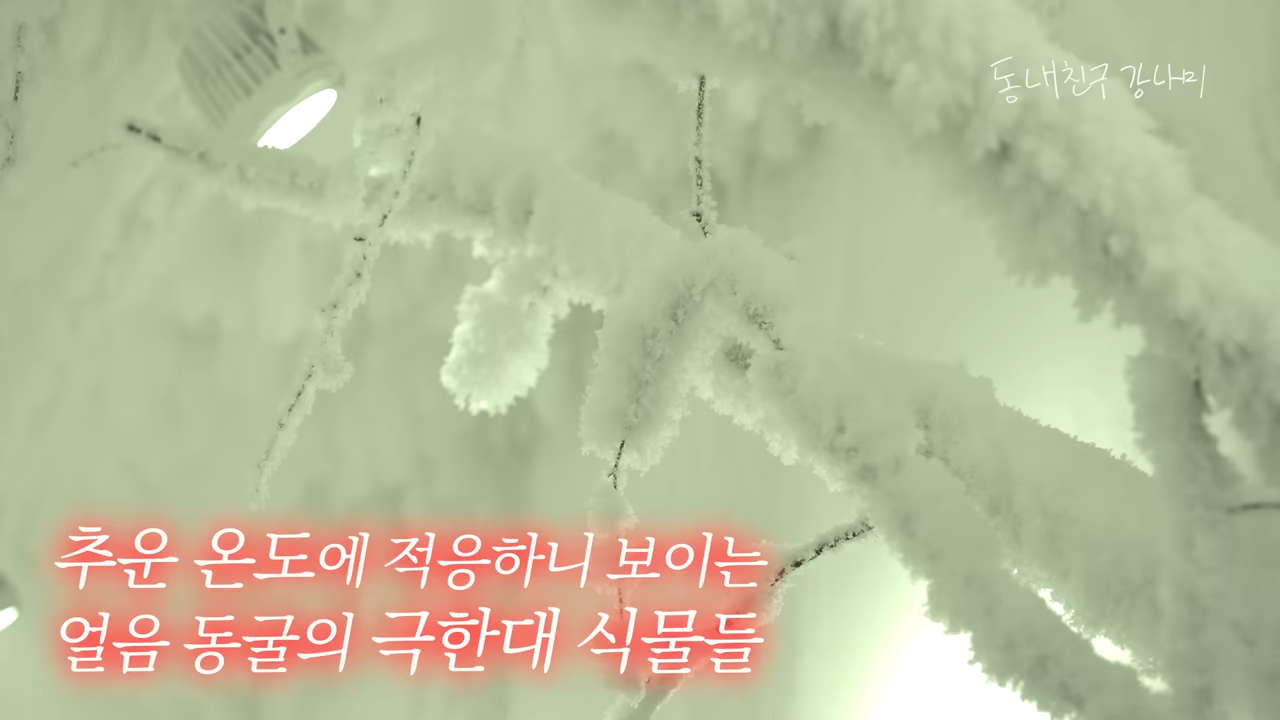 동네친구 강나미
추운 온도에 적응하니 보이는
얼음 동굴의 극한대 식물들